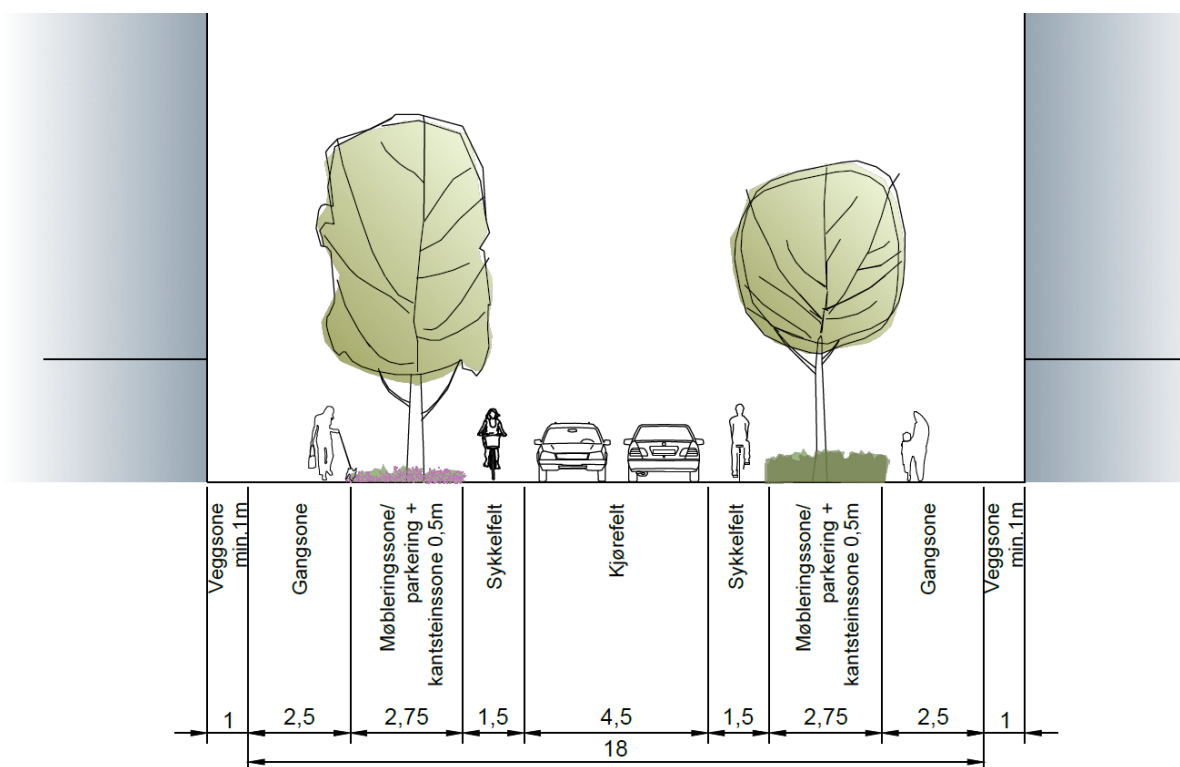 Veggsone
min.1m
Gangsone
Møbleringssone/
parkering +
kantsteinssone 0,5m
Sykkelfelt
Kjørefelt
Sykkelfelt
Møbleringssone/
parkering +
kantsteinssone 0,5m
Gangsone
Veggsone
min.1m
1
2,5
2,75
1,5
4,5
1,5
2,75
2,5
1
18